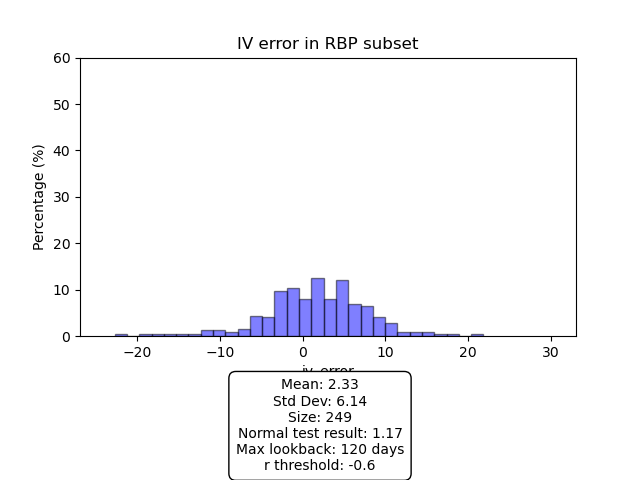 IV error in RBP subset
60
50
40
30
20
10
0
Percentage (%)
−20
−10
0
10
20
30
iv_error
Mean: 2.33
Std Dev: 6.14
Size: 249
Normal test result: 1.17
Max lookback: 120 days
r threshold: -0.6